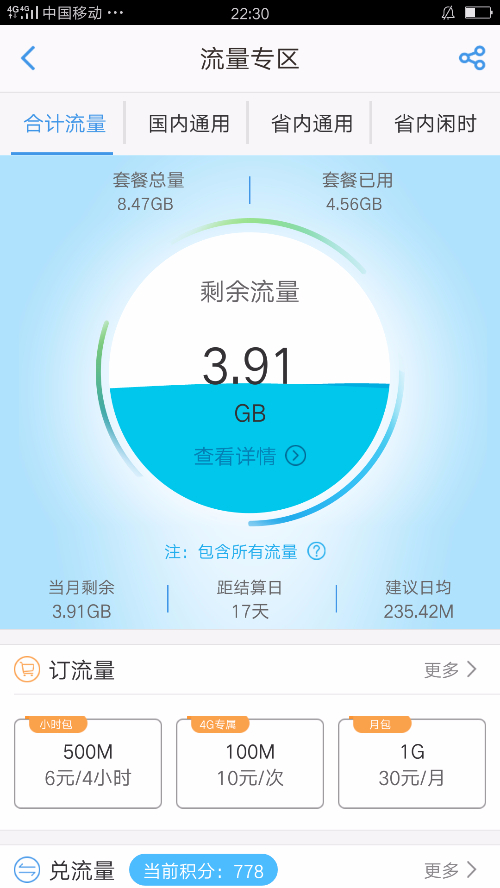 4G 4G 中国移动 ••• 22:30
流量专区
合计流量 国内通用 省内通用 省内闲时
套餐总量 套餐已用
8.47GB 4.56GB
剩余流量
3.91
GB
查看详情
注：包含所有流量 ?
当月剩余 距结算日 建议日均
3.91GB 17天 235.42M
订流量 更多
小时包 4G专属 月包
500M 100M 1G
6元/4小时 10元/次 30元/月
兑流量 当前积分：778 更多